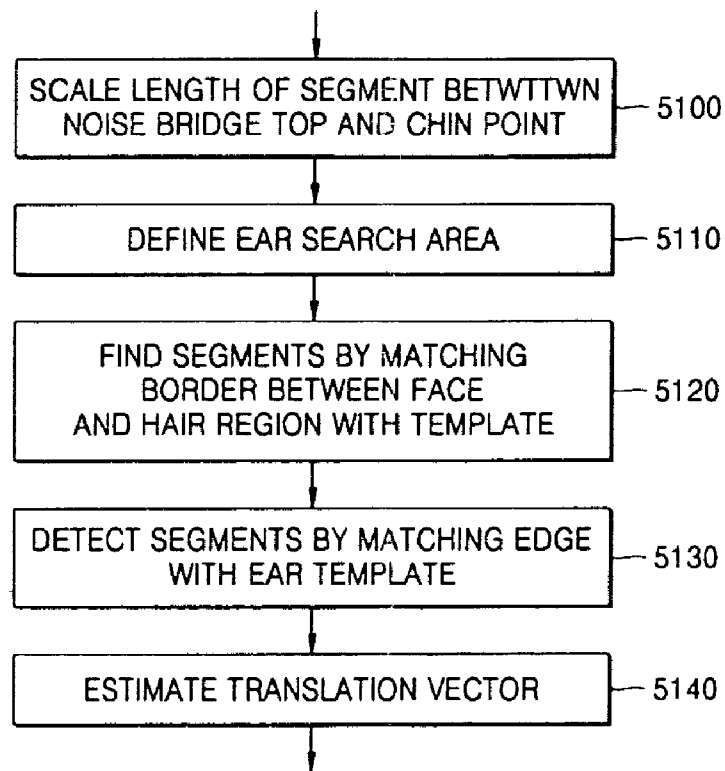 SCALE LENGTH OF SEGMENT BETWTTWN
NOISE BRIDGE TOP AND CHIN POINT
5100
DEFINE EAR SEARCH AREA
5110
FIND SEGMENTS BY MATCHING
BORDER BETWEEN FACE
AND HAIR REGION WITH TEMPLATE
5120
DETECT SEGMENTS BY MATCHING EDGE
WITH EAR TEMPLATE
5130
ESTIMATE TRANSLATION VECTOR
5140